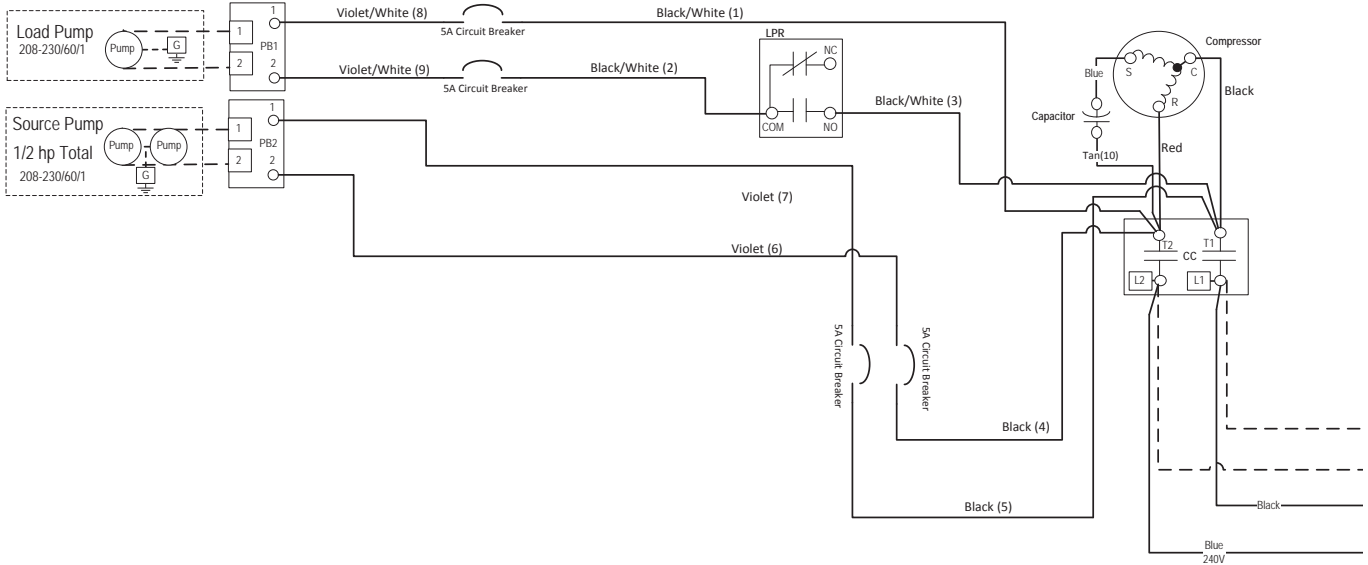 Load Pump
208-230/60/1
Pump
G
1
2
1
PB1
2
Violet/White (8)
5A Circuit Breaker
Black/White (1)
Violet/White (9)
5A Circuit Breaker
Black/White (2)
LPR
NC
COM
NO
Black/White (3)
Source Pump
1/2 hp Total
208-230/60/1
Pump
Pump
G
1
2
1
PB2
2
Violet (7)
Violet (6)
5A Circuit Breaker
5A Circuit Breaker
Black (4)
Black (5)
Compressor
S
C
R
Blue
Capacitor
Tan(10)
Red
Black
T2
T1
CC
L2
L1
Black
Blue
240V